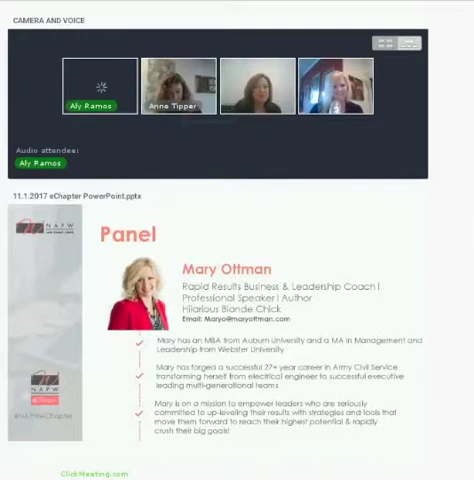 CAMERA AND VOICE
Aly Ramos
Anne Tipper
Audio attendee:
Aly Ramos
11.1.2017 eChapter PowerPoint.pptx
NAPW
Panel
Mary Ottman
Rapid Results Business & Leadership Coach |
Professional Speaker | Author
Hilarious Blonde Chick
Email: Maryo@maryottman.com
Mary has an MBA from Auburn University and a MA in Management and
Leadership from Webster University.
Mary has forged a successful 27+ year career in Army Civil Service
transforming herself from electrical engineer to successful executive
leading multi-generational teams
Mary is on a mission to empower leaders who are seriously
committed to up-leveling their results with strategies and tools that
move them forward to reach their highest potential & rapidly
crush their big goals!
NAPW
eChapter
#NAPWeChapter
ClickMeeting.com